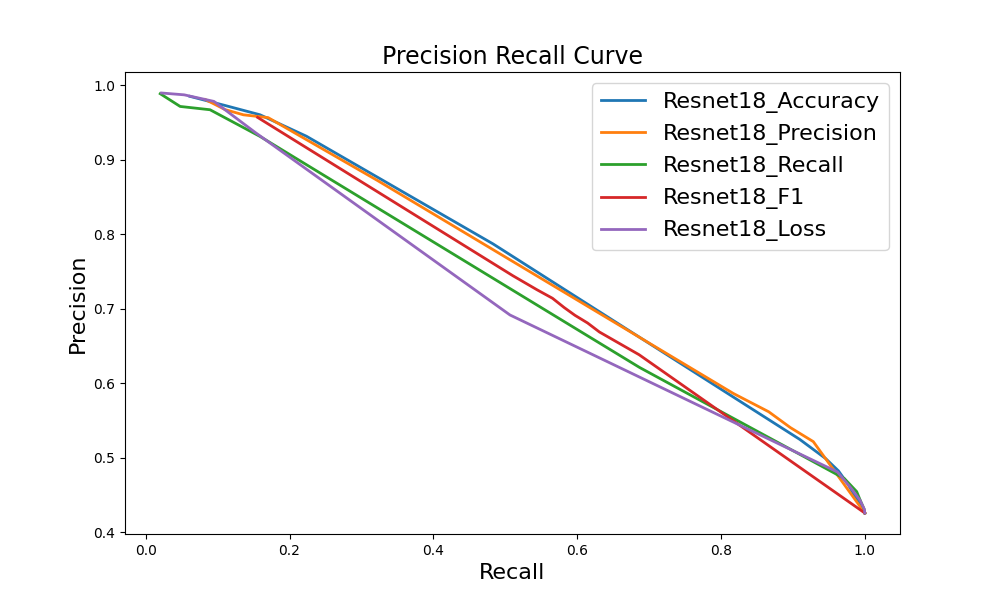 Precision Recall Curve
Resnet18_Accuracy
Resnet18_Precision
Resnet18_Recall
Resnet18_F1
Resnet18_Loss
Precision
1.0
0.9
0.8
0.7
0.6
0.5
0.4
0.0 0.2 0.4 0.6 0.8 1.0
Recall